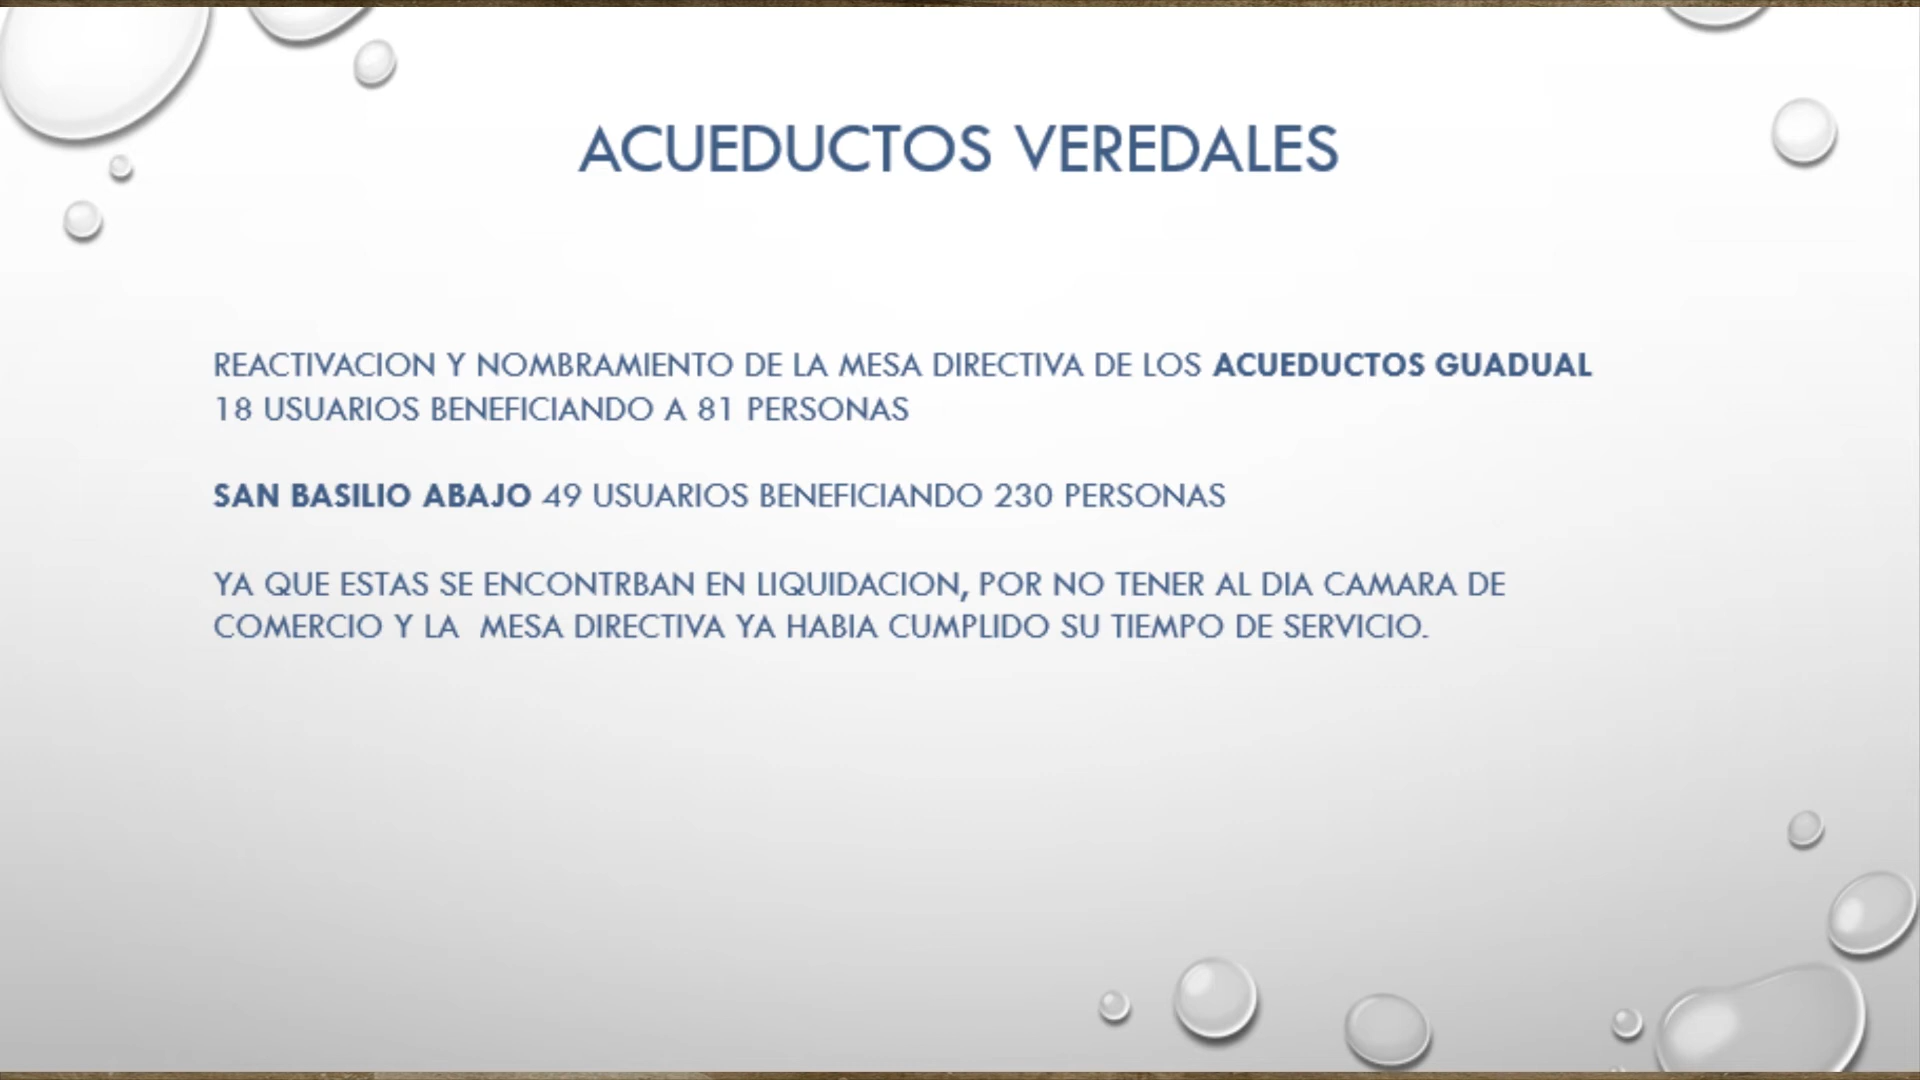 ACUEDUCTOS VEREDALES
REACTIVACION Y NOMBRAMIENTO DE LA MESA DIRECTIVA DE LOS ACUEDUCTOS GUADUAL
18 USUARIOS BENEFICIANDO A 81 PERSONAS
SAN BASILIO ABAJO 49 USUARIOS BENEFICIANDO 230 PERSONAS
YA QUE ESTAS SE ENCONTRBAN EN LIQUIDACION, POR NO TENER AL DIA CAMARA DE
COMERCIO Y LA  MESA DIRECTIVA YA HABIA CUMPLIDO SU TIEMPO DE SERVICIO.